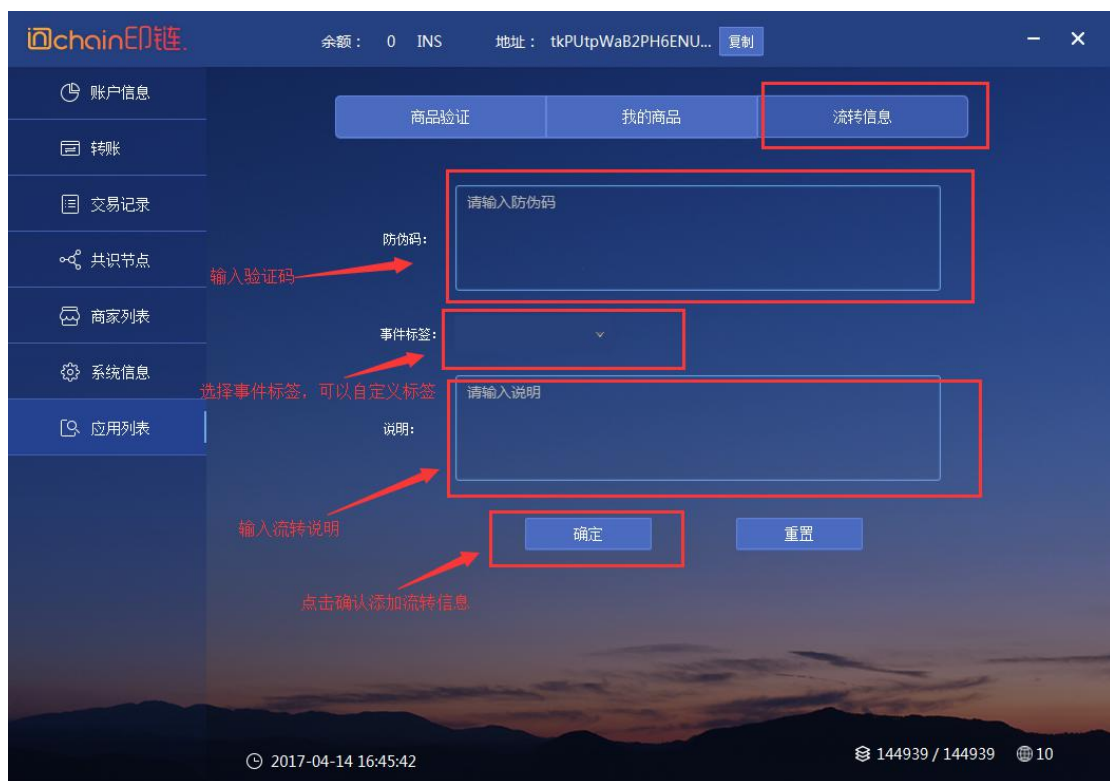 inchain印链.
余额： 0 INS 地址： tkPUtpWaB2PH6ENU... 复制
账户信息
转账
交易记录
共识节点
商家列表
系统信息
应用列表
商品验证 我的商品 流转信息
防伪码：
请输入防伪码
输入验证码
事件标签：
选择事件标签，可以自定义标签
请输入说明
说明：
输入流转说明
确定 重置
点击确认添加流转信息
2017-04-14 16:45:42 144939 / 144939 10